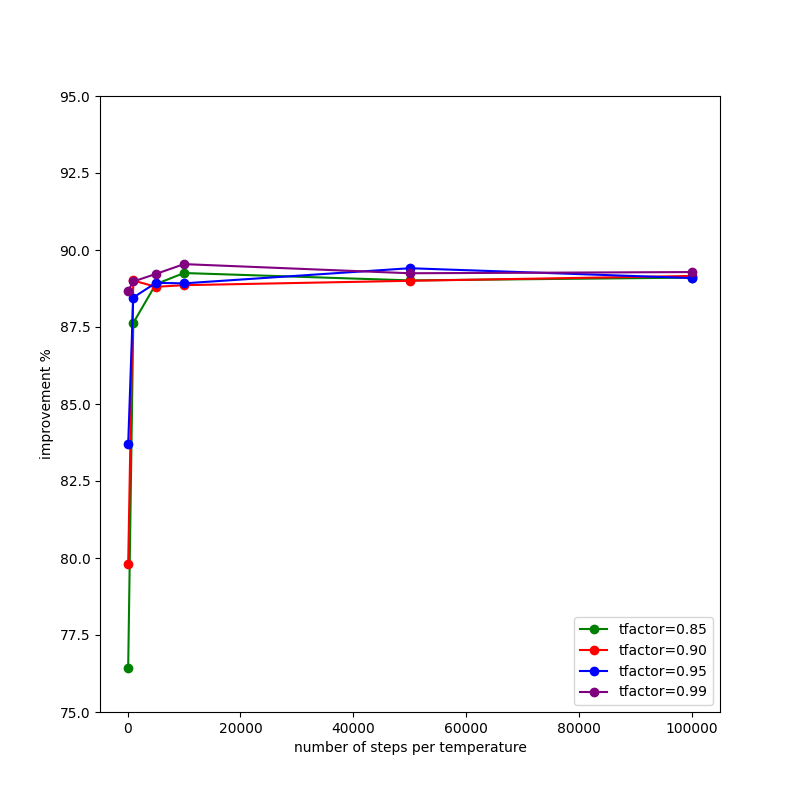 95.0
92.5
90.0
87.5
85.0
82.5
80.0
77.5
75.0
improvement %
0 20000 40000 60000 80000 100000
number of steps per temperature
tfactor=0.85
tfactor=0.90
tfactor=0.95
tfactor=0.99